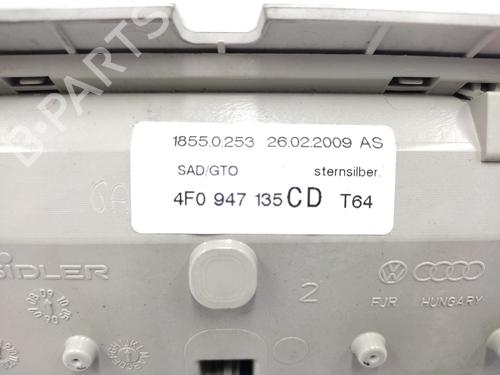 1855.0.253 26.02.2009 AS
SAD/GTO sternsilber.
4F0 947 135 CD T64
SIDLER
2
FJR HUNGARY
B-PARTS